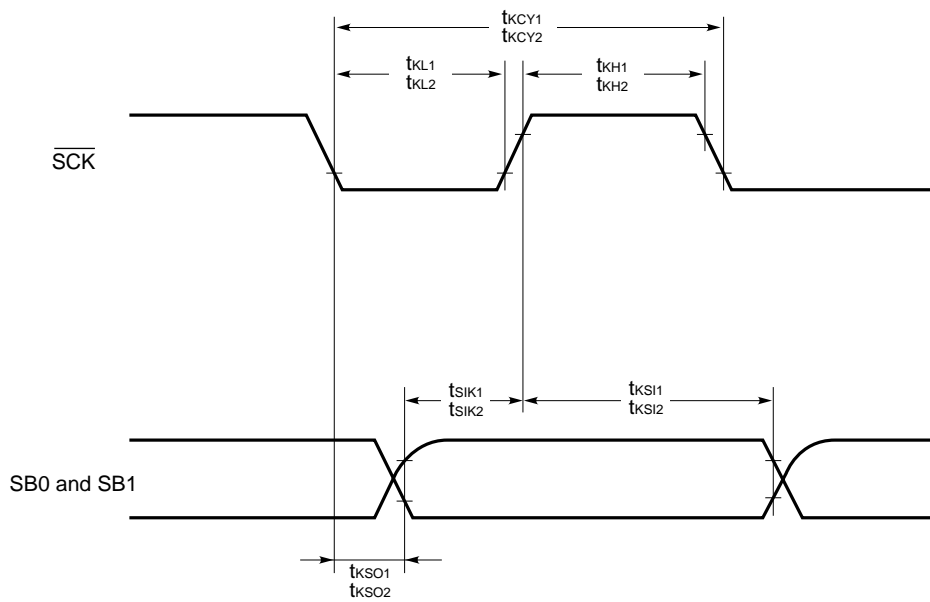 tKCY1
tKCY2
tKL1
tKL2
tKH1
tKH2
SCK
tSIK1
tSIK2
tKSI1
tKSI2
SB0 and SB1
tKSO1
tKSO2